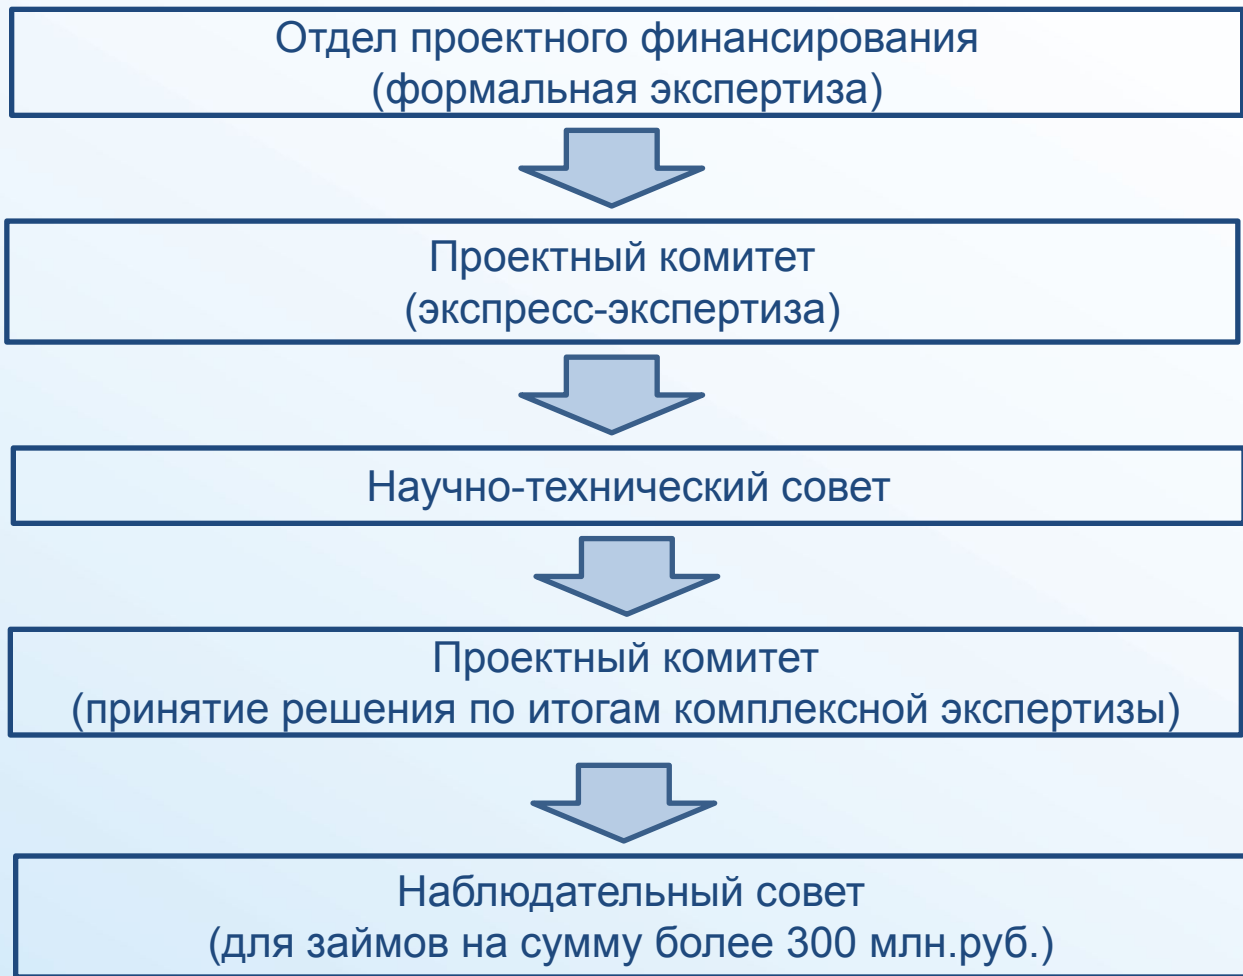 Отдел проектного финансирования
(формальная экспертиза)
Проектный комитет
(экспресс-экспертиза)
Научно-технический совет
Проектный комитет
(принятие решения по итогам комплексной экспертизы)
Наблюдательный совет
(для займов на сумму более 300 млн.руб.)